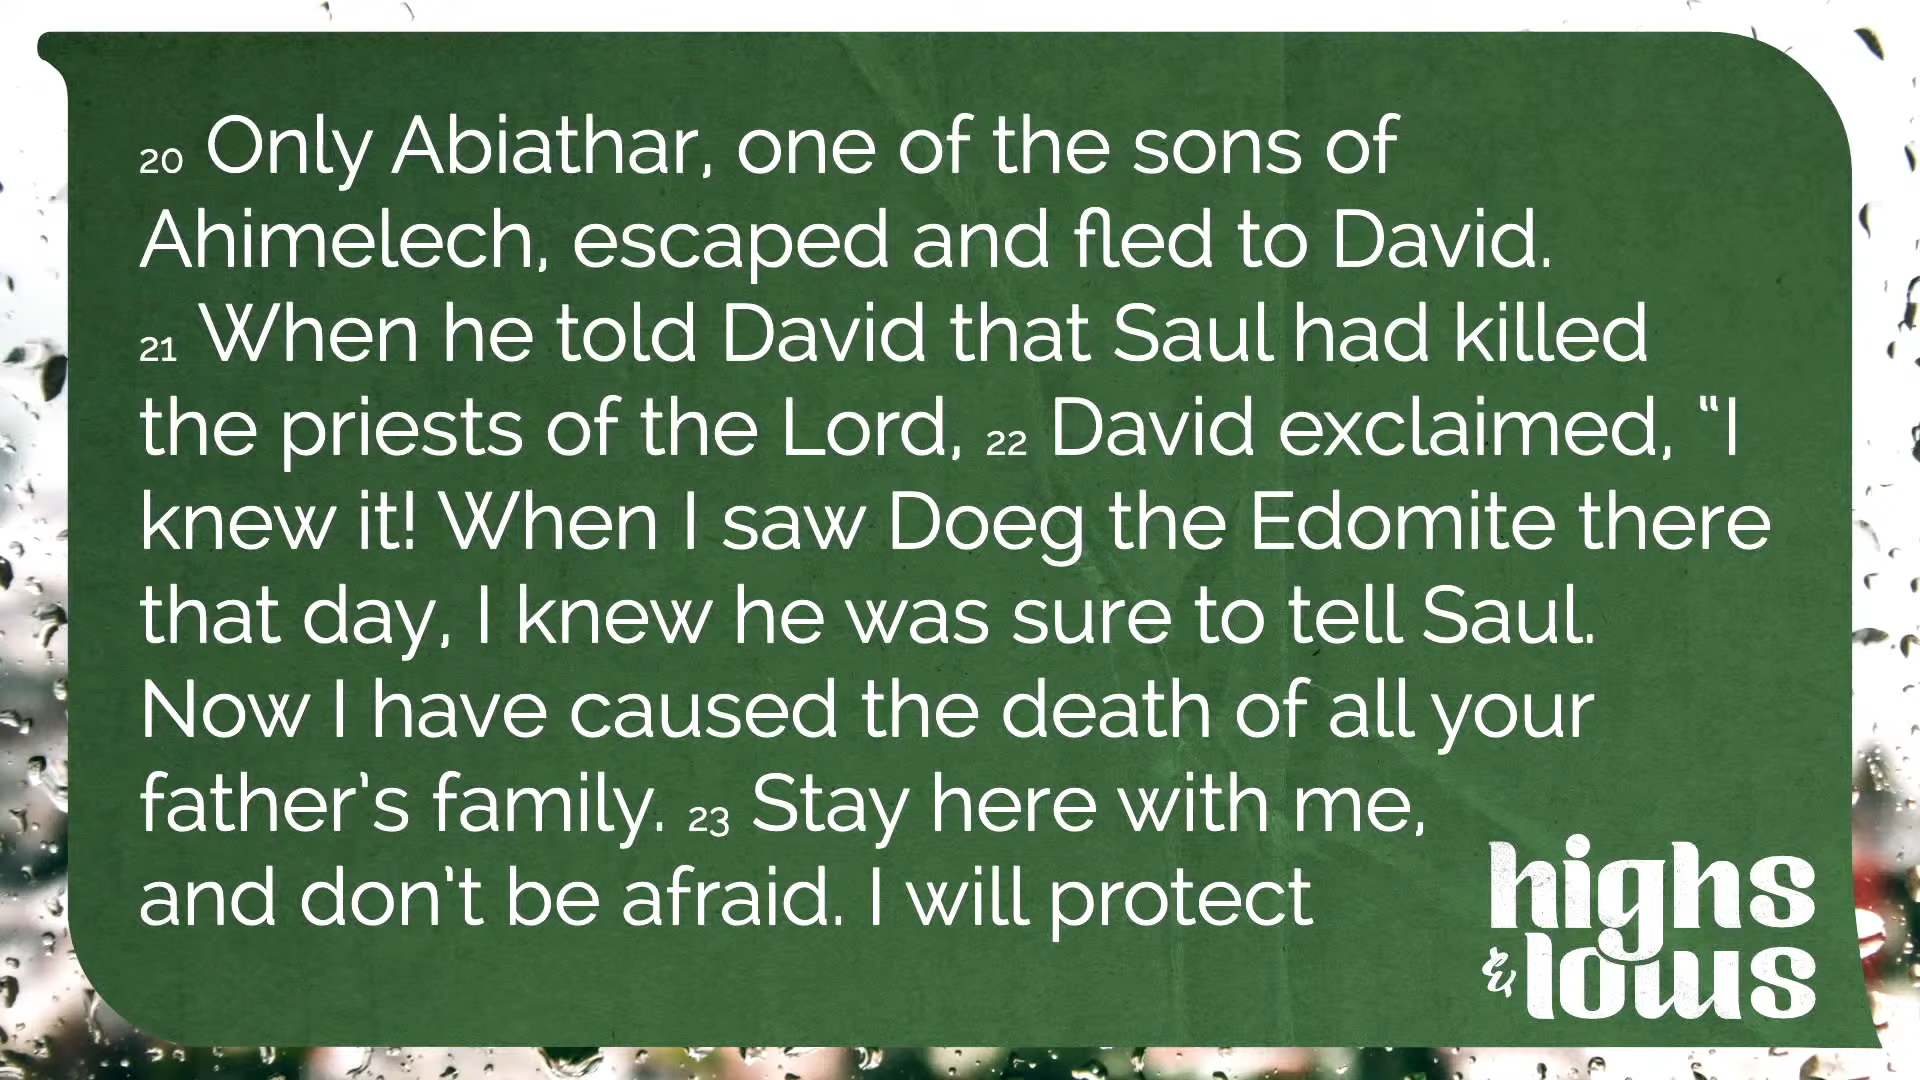 20 Only Abiathar, one of the sons of
Ahimelech, escaped and fled to David.
21 When he told David that Saul had killed
the priests of the Lord, 22 David exclaimed, “I
knew it! When I saw Doeg the Edomite there
that day, I knew he was sure to tell Saul.
Now I have caused the death of all your
father’s family. 23 Stay here with me,
and don’t be afraid. I will protect
highs
& lows